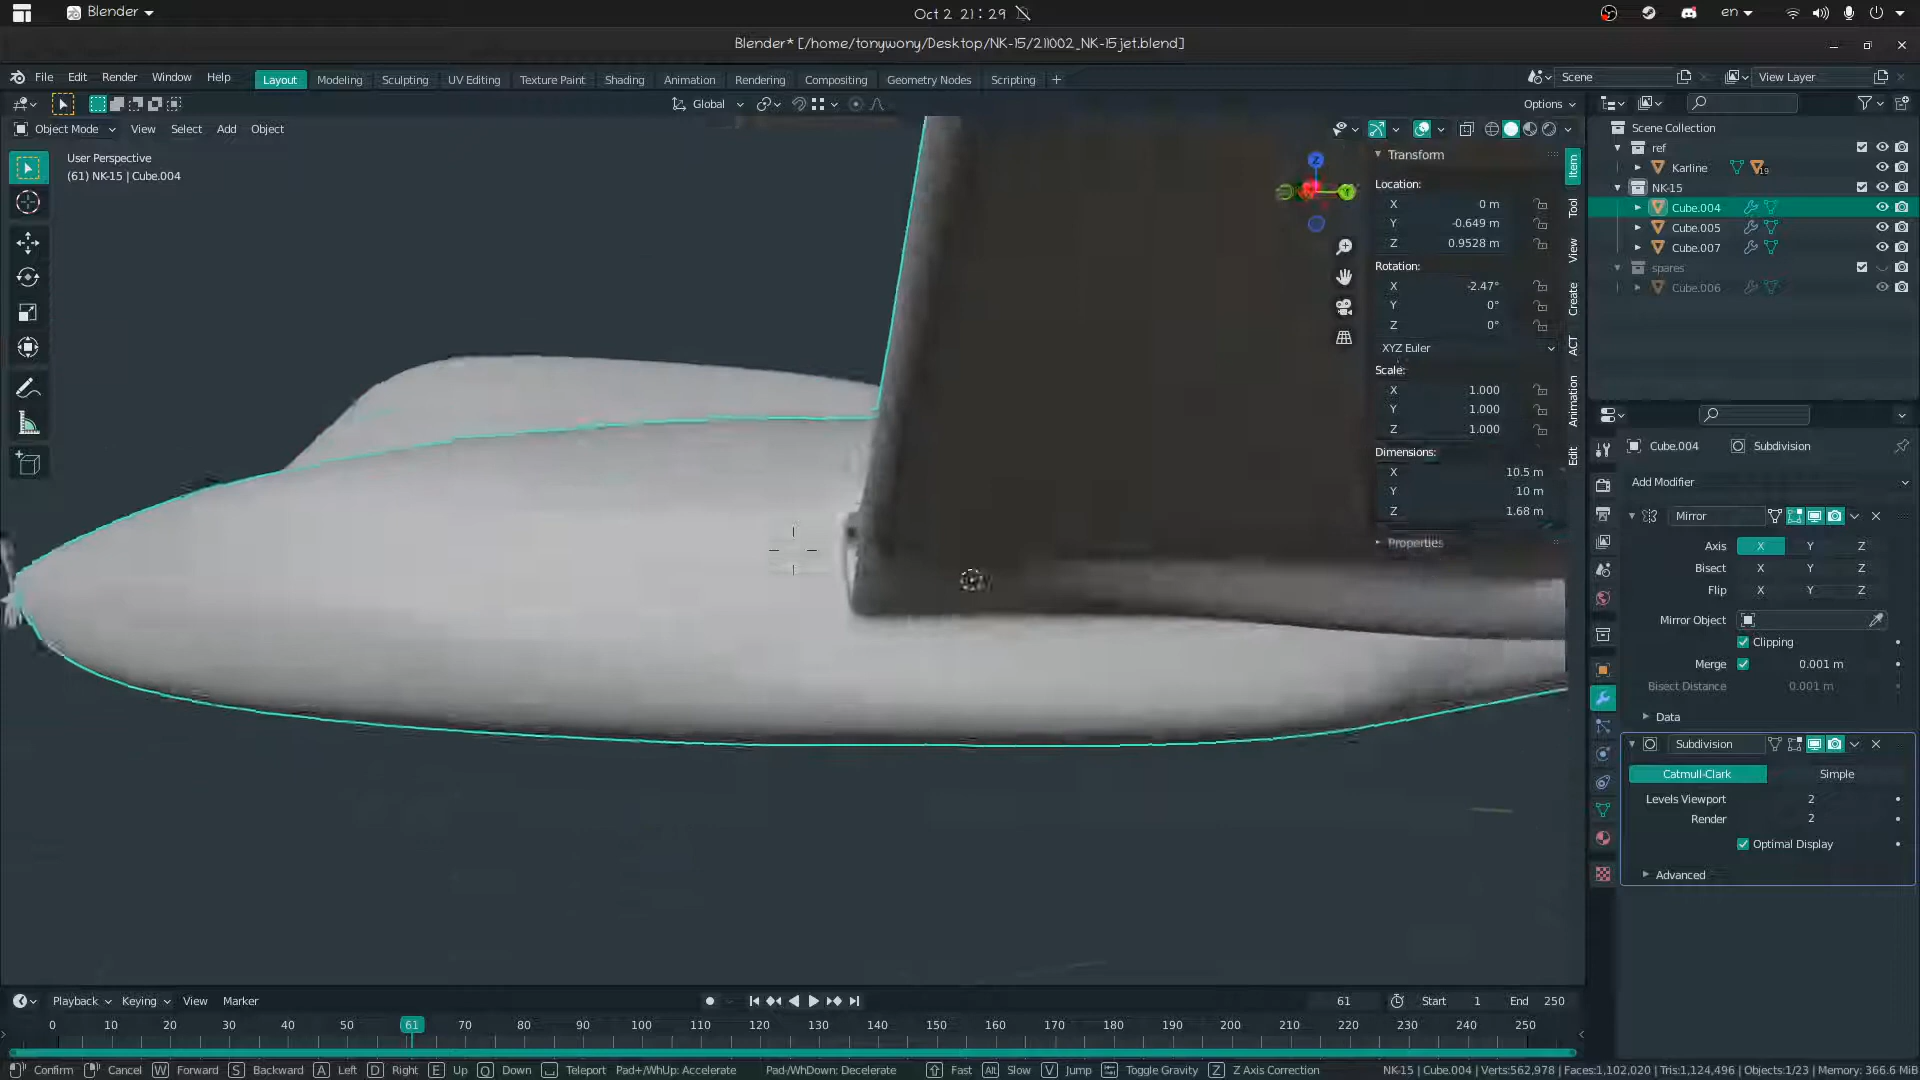 Blender
Oct 2 21:29
en
Blender* [/home/tonywony/Desktop/NK-15/211002_NK-15jet.blend]
File Edit Render Window Help
Layout Modeling Sculpting UV Editing Texture Paint Shading Animation Rendering Compositing Geometry Nodes Scripting +
Scene
View Layer
Global
Options
Object Mode View Select Add Object
User Perspective
(61) NK-15 | Cube.004
Transform
Location:
X 0 m
Y -0.649 m
Z 0.9528 m
Rotation:
X -2.47°
Y 0°
Z 0°
XYZ Euler
Scale:
X 1.000
Y 1.000
Z 1.000
Dimensions:
X 10.5 m
Y 10 m
Z 1.68 m
Properties
Item
Tool
View
Create
ACT
Animation
Edit
Z
Y
Scene Collection
ref
Karline
19
NK-15
Cube.004
Cube.005
Cube.007
spares
Cube.006
Cube.004 Subdivision
Add Modifier
Mirror
Axis X Y Z
Bisect X Y Z
Flip X Y Z
Mirror Object
Clipping
Merge 0.001 m
Bisect Distance 0.001 m
Data
Subdivision
Catmull-Clark Simple
Levels Viewport 2
Render 2
Optimal Display
Advanced
Playback Keying View Marker
61 Start 1 End 250
0 10 20 30 40 50 61 70 80 90 100 110 120 130 140 150 160 170 180 190 200 210 220 230 240 250
Confirm Cancel W Forward S Backward A Left D Right E Up Q Down Teleport Pad+/WhUp: Accelerate Pad-/WhDown: Decelerate Fast Alt Slow V Jump Toggle Gravity Z Z Axis Correction
NK-15 | Cube.004 | Verts:562,978 | Faces:1,102,020 | Tris:1,124,496 | Objects:1/23 | Memory: 366.6 MiB